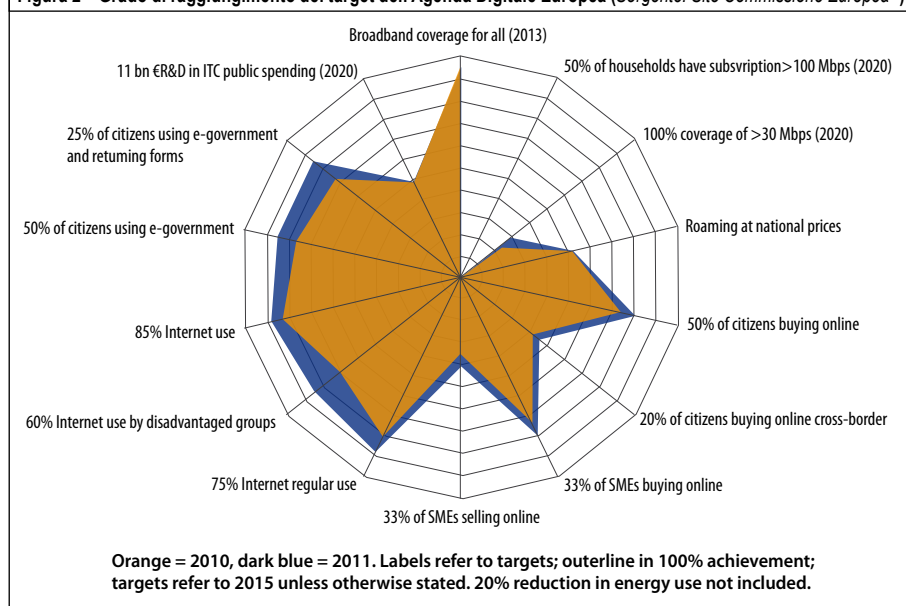 Broadband coverage for all (2013)
11 bn €R&D in ITC public spending (2020)
50% of households have subsvription>100 Mbps (2020)
25% of citizens using e-government
and retuming forms
100% coverage of >30 Mbps (2020)
50% of citizens using e-government
Roaming at national prices
85% Internet use
50% of citizens buying online
60% Internet use by disadvantaged groups
20% of citizens buying online cross-border
75% Internet regular use
33% of SMEs buying online
33% of SMEs selling online
Orange = 2010, dark blue = 2011. Labels refer to targets; outerline in 100% achievement;
targets refer to 2015 unless otherwise stated. 20% reduction in energy use not included.